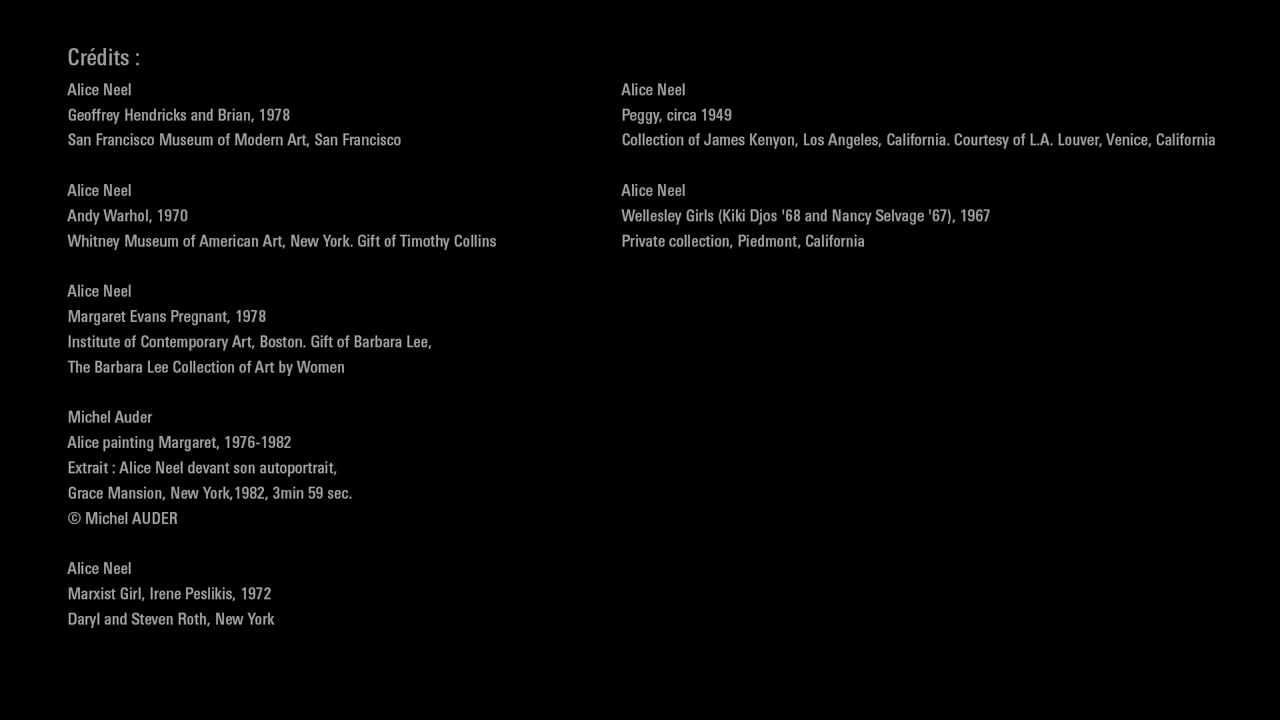 Crédits :
Alice Neel
Geoffrey Hendricks and Brian, 1978
San Francisco Museum of Modern Art, San Francisco
Alice Neel
Andy Warhol, 1970
Whitney Museum of American Art, New York. Gift of Timothy Collins
Alice Neel
Margaret Evans Pregnant, 1978
Institute of Contemporary Art, Boston. Gift of Barbara Lee,
The Barbara Lee Collection of Art by Women
Michel Auder
Alice painting Margaret, 1976-1982
Extrait : Alice Neel devant son autoportrait,
Grace Mansion, New York,1982, 3min 59 sec.
© Michel AUDER
Alice Neel
Marxist Girl, Irene Peslikis, 1972
Daryl and Steven Roth, New York
Alice Neel
Peggy, circa 1949
Collection of James Kenyon, Los Angeles, California. Courtesy of L.A. Louver, Venice, California
Alice Neel
Wellesley Girls (Kiki Djos '68 and Nancy Selvage '67), 1967
Private collection, Piedmont, California